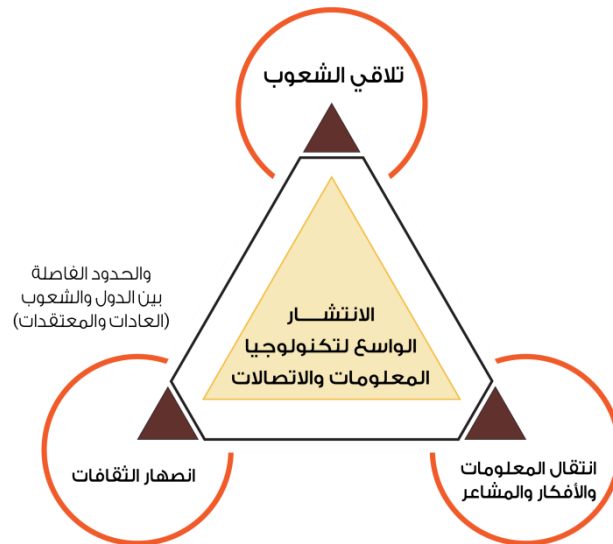 تلاقي الشعوب
والحدود الفاصلة
بين الدول والشعوب
(العادات والمعتقدات)
الانتشـــار
الواسع لتكنولوجيا
المعلومات والاتصالات
انتقال المعلومات
والأفكار والمشاعر
انصهار الثقافات